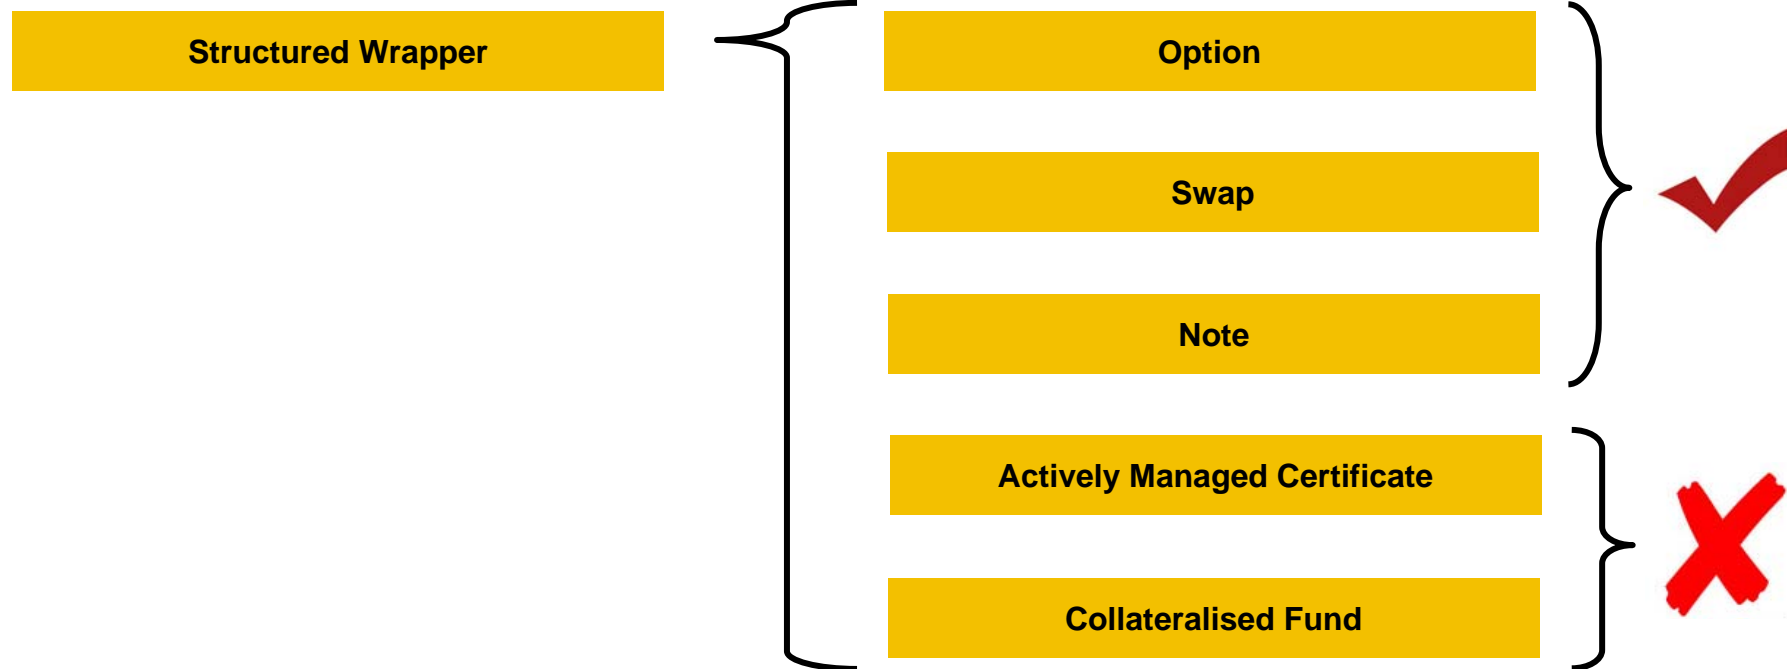 Structured Wrapper
Option
Swap
Note
Actively Managed Certificate
Collateralised Fund